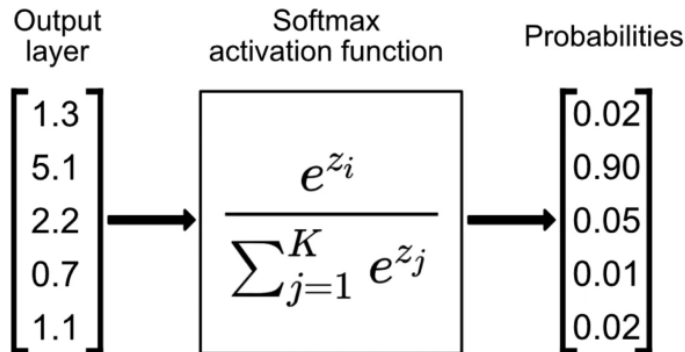 Output
layer
Softmax
activation function
Probabilities
1.3
5.1
2.2
0.7
1.1
e^{z_i}
∑_{j=1}^{K} e^{z_j}
0.02
0.90
0.05
0.01
0.02